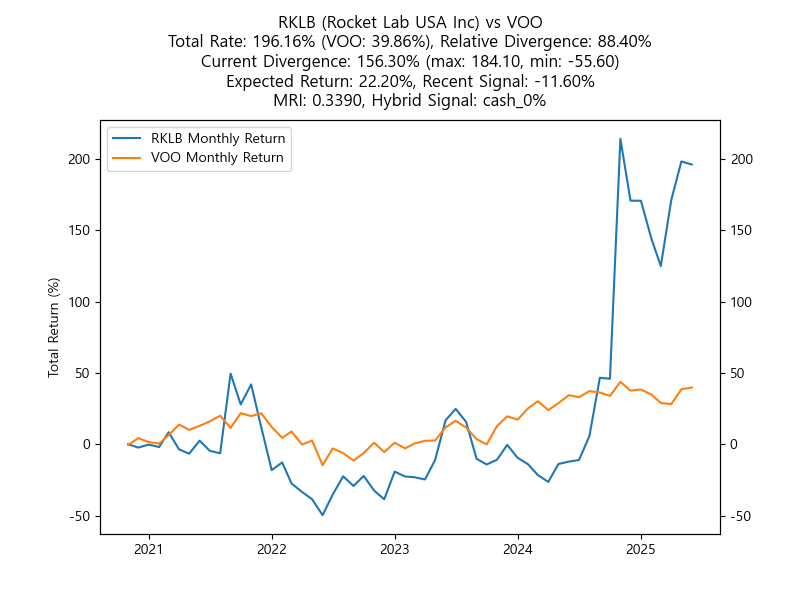 RKLB (Rocket Lab USA Inc) vs VOO
Total Rate: 196.16% (VOO: 39.86%), Relative Divergence: 88.40%
Current Divergence: 156.30% (max: 184.10, min: -55.60)
Expected Return: 22.20%, Recent Signal: -11.60%
MRI: 0.3390, Hybrid Signal: cash_0%
RKLB Monthly Return
VOO Monthly Return
Total Return (%)
200
150
100
50
0
-50
200
150
100
50
0
-50
2021
2022
2023
2024
2025